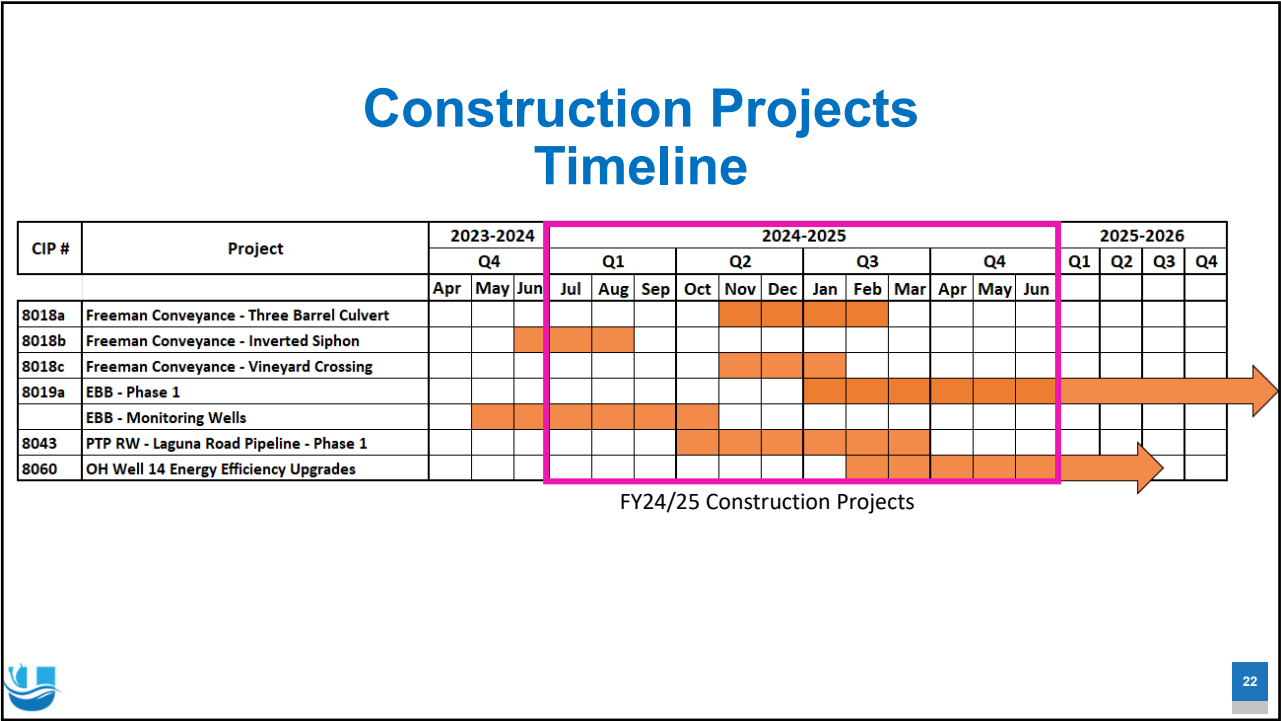 Construction Projects
Timeline
CIP # Project 2023-2024 2024-2025 2025-2026
Q4 Q1 Q2 Q3 Q4 Q1 Q2 Q3 Q4
Apr May Jun Jul Aug Sep Oct Nov Dec Jan Feb Mar Apr May Jun
8018a Freeman Conveyance - Three Barrel Culvert
8018b Freeman Conveyance - Inverted Siphon
8018c Freeman Conveyance - Vineyard Crossing
8019a EBB - Phase 1
EBB - Monitoring Wells
8043 PTP RW - Laguna Road Pipeline - Phase 1
8060 OH Well 14 Energy Efficiency Upgrades
FY24/25 Construction Projects
22